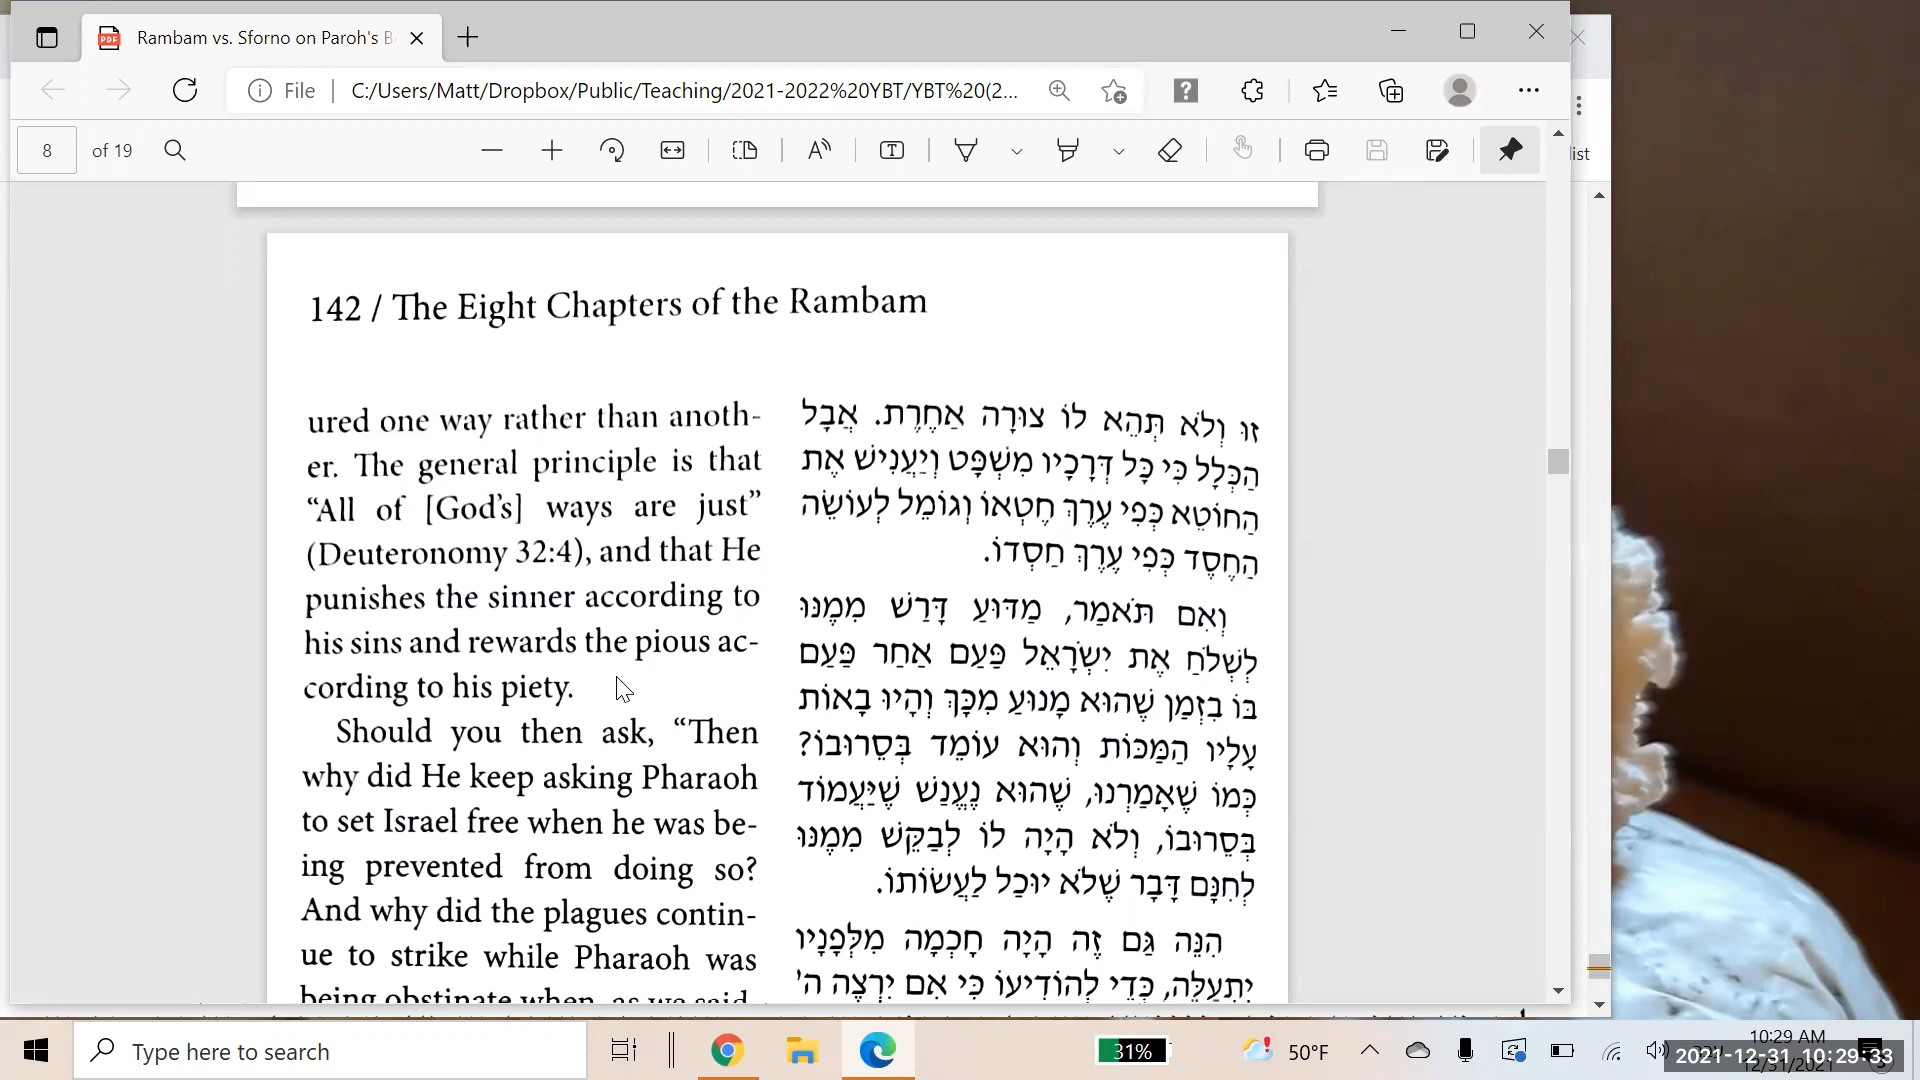 Rambam vs. Sforno on Paroh's B
File
C:/Users/Matt/Dropbox/Public/Teaching/2021-2022%20YBT/YBT%20(2...
8 of 19
list
142 / The Eight Chapters of the Rambam
ured one way rather than anoth-
er. The general principle is that
“All of [God’s] ways are just”
(Deuteronomy 32:4), and that He
punishes the sinner according to
his sins and rewards the pious ac-
cording to his piety.
Should you then ask, “Then
why did He keep asking Pharaoh
to set Israel free when he was be-
ing prevented from doing so?
And why did the plagues contin-
ue to strike while Pharaoh was
being obstinate when, as we said,
זוּ וְלֹא תְּהֵא לוֹ צוּרָה אַחֶרֶת. אֲבָל
הַכְּלָל כִּי כָּל דְּרָכָיו מִשְׁפָּט וְיַעֲנִישׁ אֶת
הַחוֹטֵא כְּפִי עֶרֶךְ חֶטְאוֹ וְגוֹמֵל לְעוֹשֵׂה
הַחֶסֶד כְּפִי עֶרֶךְ חַסְדּוֹ.
וְאִם תֹּאמַר, מַדּוּעַ דָּרַשׁ מִמֶּנּוּ
לְשַׁלֹּחַ אֶת יִשְׂרָאֵל פַּעַם אַחַר פַּעַם
בּוֹ בִזְמַן שֶׁהוּא מָנוּעַ מִכָּךְ וְהָיוּ בָאוֹת
עָלָיו הַמַּכּוֹת וְהוּא עוֹמֵד בְּסֵרוּבוֹ?
כְּמוֹ שֶׁאָמַרְנוּ, שֶׁהוּא נֶעֱנַשׁ שֶׁיַּעֲמוֹד
בְּסֵרוּבוֹ, וְלֹא הָיָה לוֹ לְבַקֵּשׁ מִמֶּנּוּ
לְחִנָּם דָּבָר שֶׁלֹא יוּכַל לַעֲשׂוֹתוֹ.
הִנֵּה גַּם זֶה הָיָה חָכְמָה מִלְּפָנָיו
יִתְעַלֶּה, כְּדֵי לְהוֹדִיעוֹ כִּי אִם יִרְצֶה ה'
Type here to search
31%
50°F
10:29 AM
2021-12-31 10:29:33